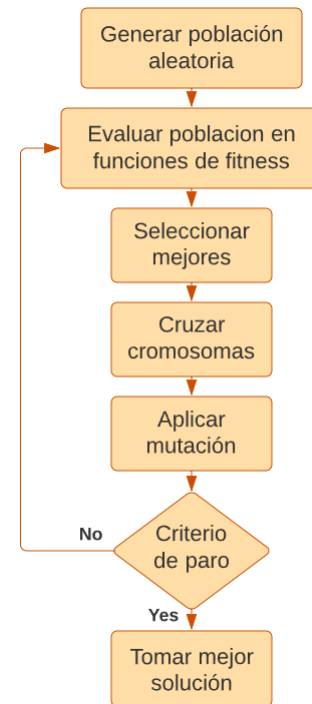 Generar población
aleatoria
Evaluar poblacion en
funciones de fitness
Seleccionar
mejores
Cruzar
cromosomas
Aplicar
mutación
Criterio
de paro
No
Yes
Tomar mejor
solución